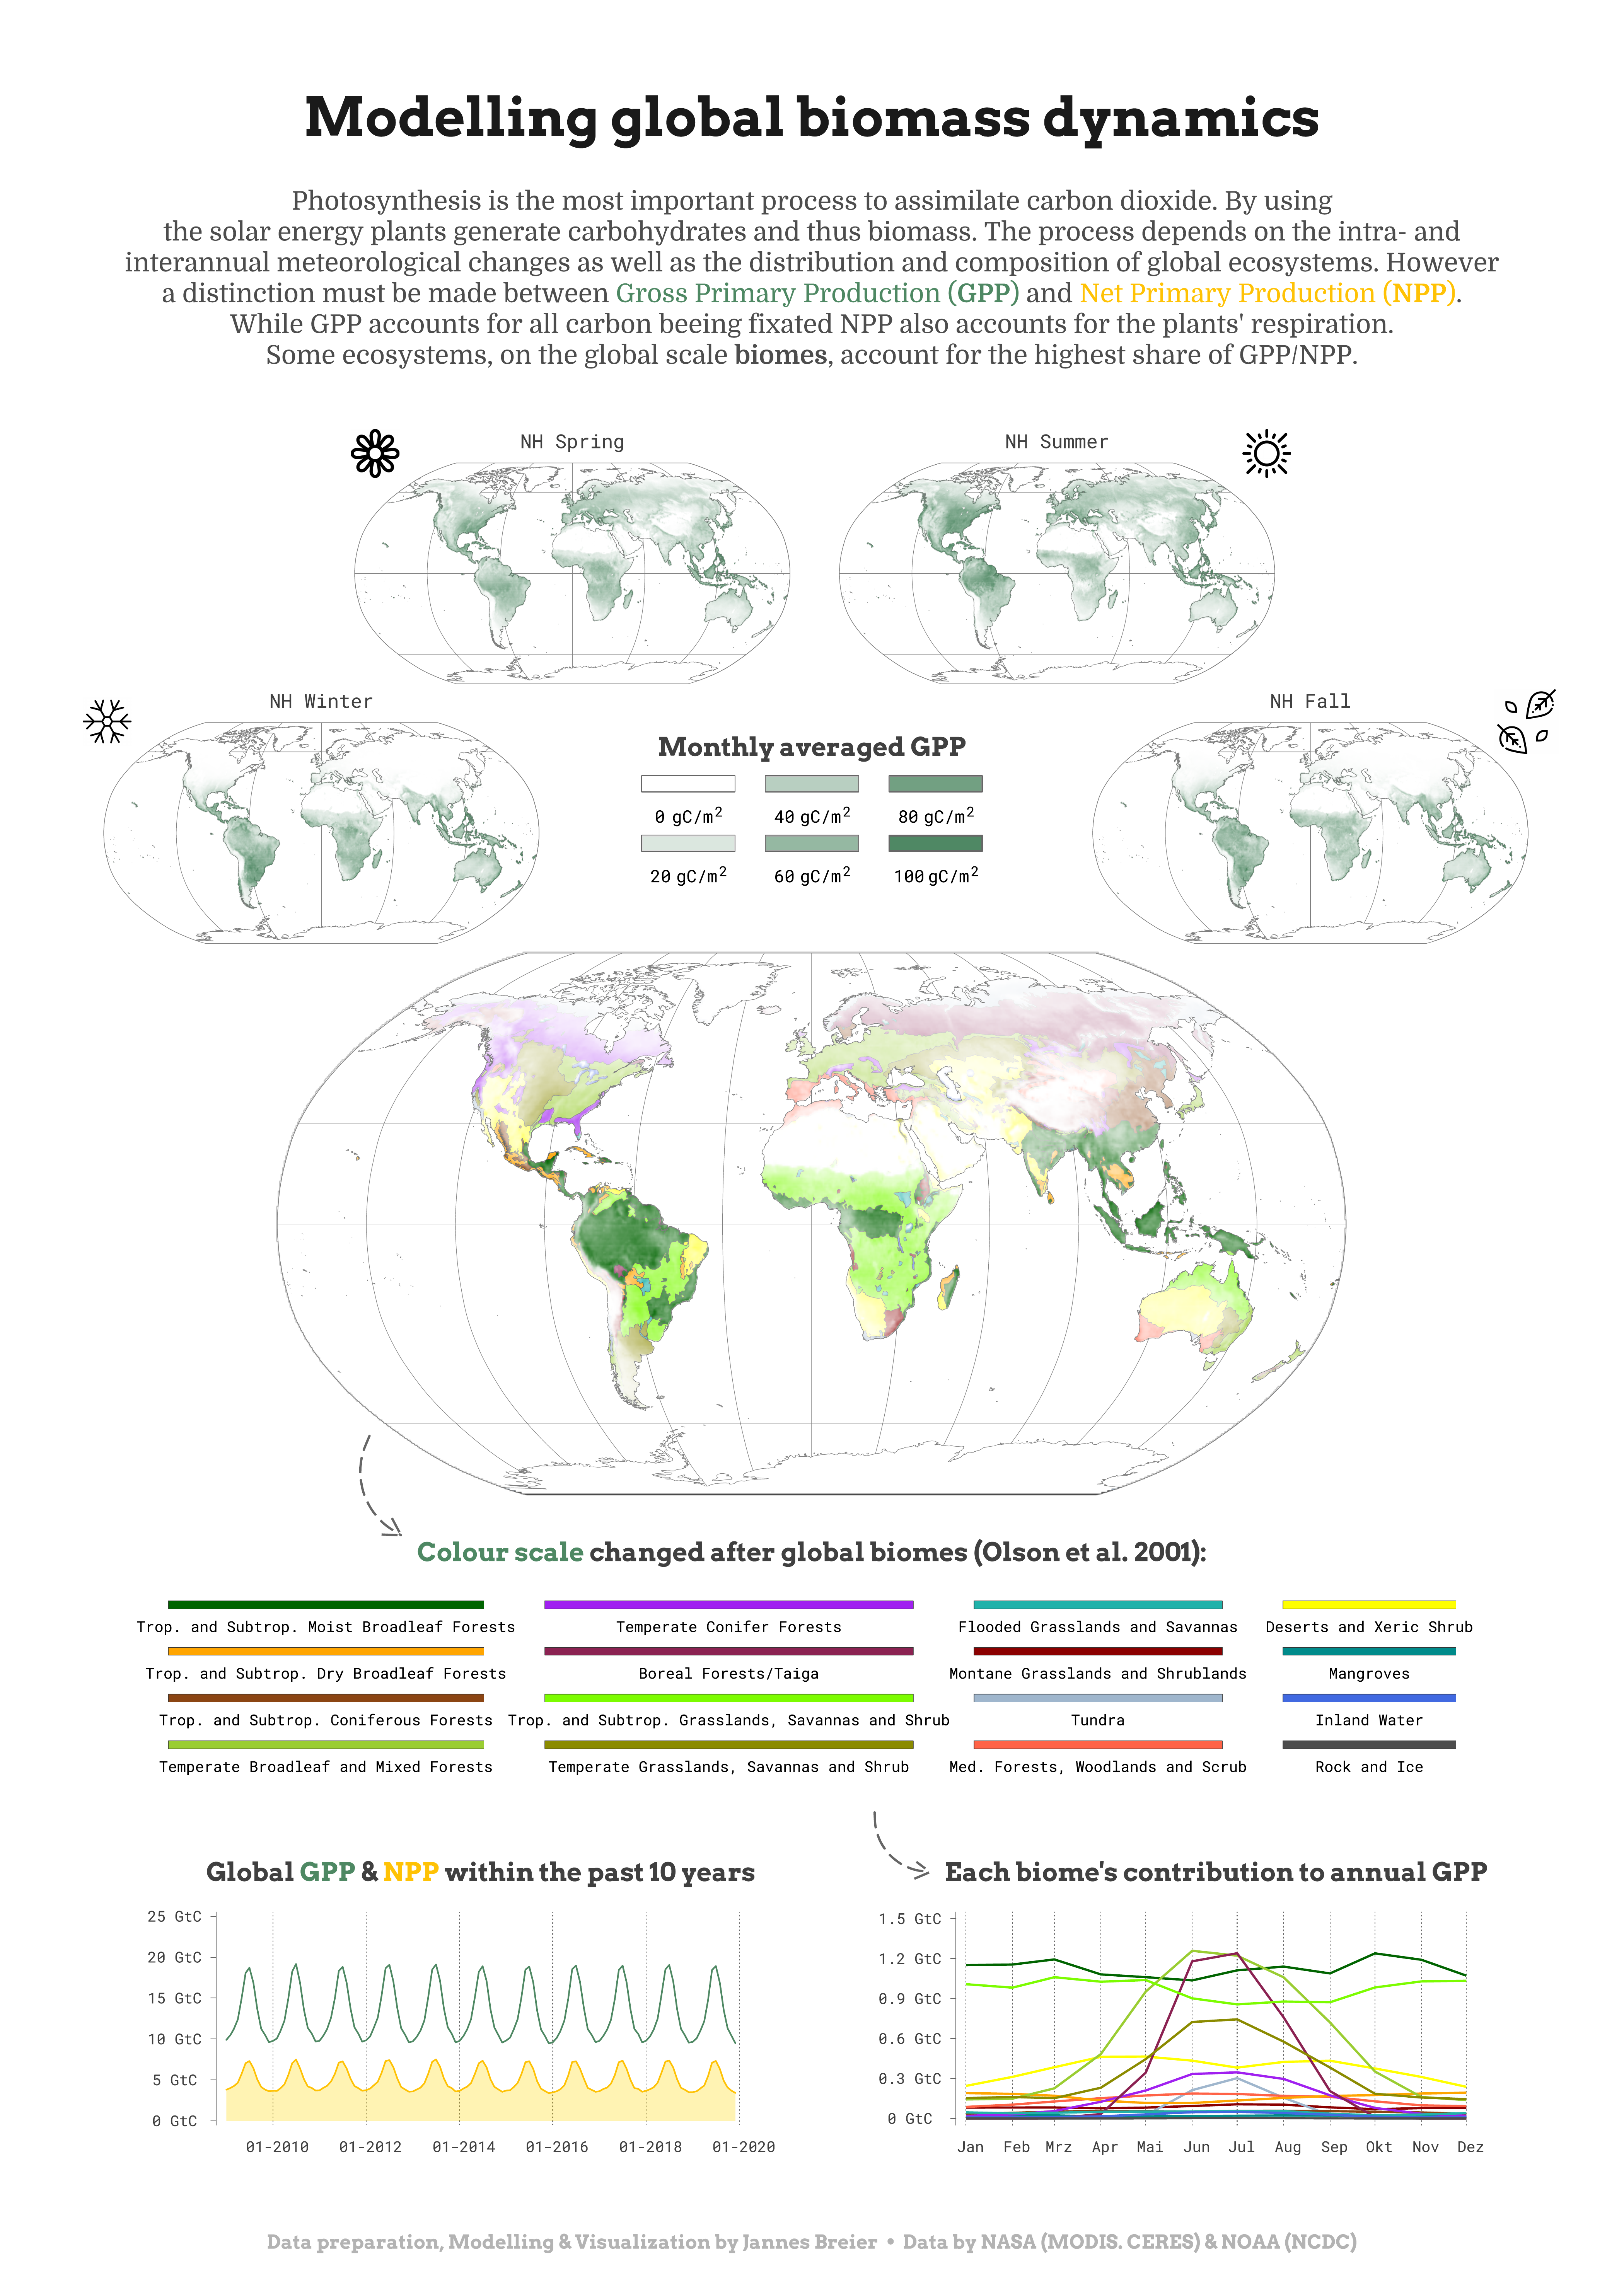 Modelling global biomass dynamics
Photosynthesis is the most important process to assimilate carbon dioxide. By using
the solar energy plants generate carbohydrates and thus biomass. The process depends on the intra- and
interannual meteorological changes as well as the distribution and composition of global ecosystems. However
a distinction must be made between Gross Primary Production (GPP) and Net Primary Production (NPP).
While GPP accounts for all carbon beeing fixated NPP also accounts for the plants' respiration.
Some ecosystems, on the global scale biomes, account for the highest share of GPP/NPP.
NH Spring
NH Summer
NH Winter
NH Fall
Monthly averaged GPP
0 gC/m²
40 gC/m²
80 gC/m²
20 gC/m²
60 gC/m²
100 gC/m²
Colour scale changed after global biomes (Olson et al. 2001):
Trop. and Subtrop. Moist Broadleaf Forests
Temperate Conifer Forests
Flooded Grasslands and Savannas
Deserts and Xeric Shrub
Trop. and Subtrop. Dry Broadleaf Forests
Boreal Forests/Taiga
Montane Grasslands and Shrublands
Mangroves
Trop. and Subtrop. Coniferous Forests
Trop. and Subtrop. Grasslands, Savannas and Shrub
Tundra
Inland Water
Temperate Broadleaf and Mixed Forests
Temperate Grasslands, Savannas and Shrub
Med. Forests, Woodlands and Scrub
Rock and Ice
Global GPP & NPP within the past 10 years
25 GtC
20 GtC
15 GtC
10 GtC
5 GtC
0 GtC
01-2010
01-2012
01-2014
01-2016
01-2018
01-2020
Each biome's contribution to annual GPP
1.5 GtC
1.2 GtC
0.9 GtC
0.6 GtC
0.3 GtC
0 GtC
Jan
Feb
Mrz
Apr
Mai
Jun
Jul
Aug
Sep
Okt
Nov
Dez
Data preparation, Modelling & Visualization by Jannes Breier • Data by NASA (MODIS. CERES) & NOAA (NCDC)